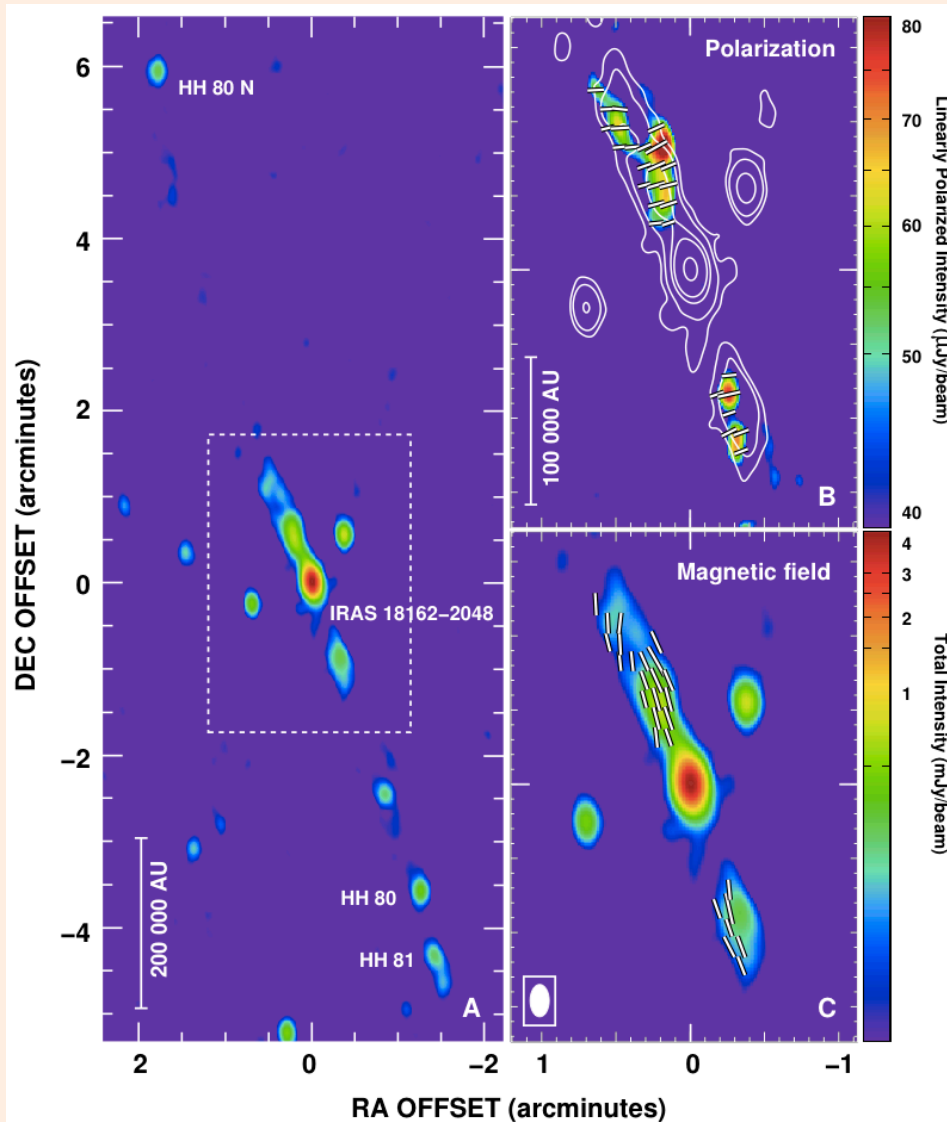 HH 80 N
IRAS 18162−2048
HH 80
HH 81
200 000 AU
A
6
4
2
0
−2
−4
2
0
−2
DEC OFFSET (arcminutes)
Polarization
100 000 AU
B
Magnetic field
C
1
0
−1
RA OFFSET (arcminutes)
80
70
60
50
40
Linearly Polarized Intensity (μJy/beam)
4
3
2
1
Total Intensity (mJy/beam)